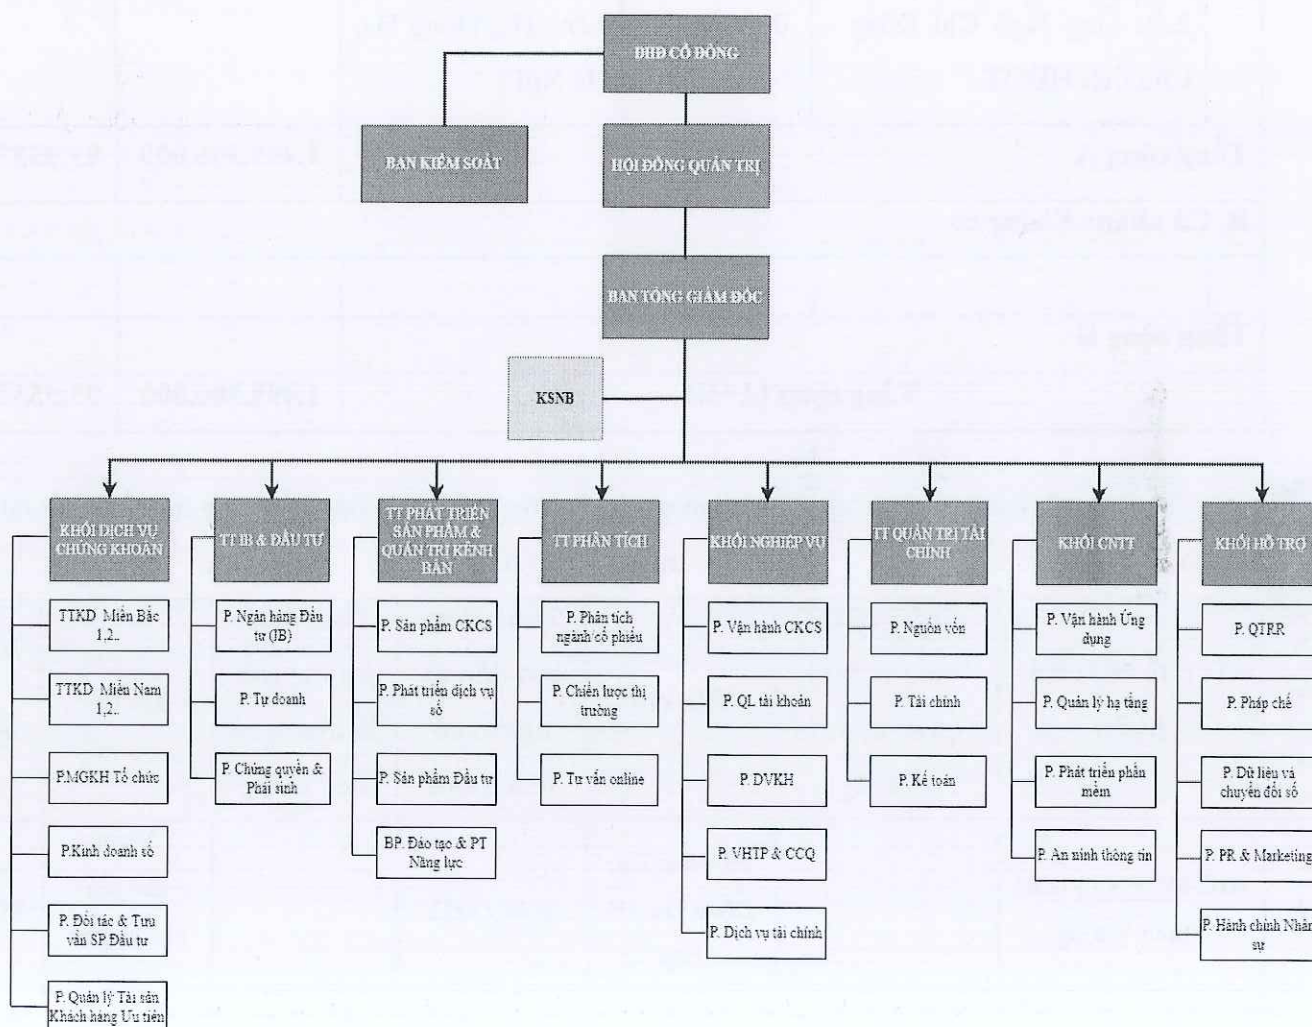 ĐHĐ CỔ ĐÔNG
BAN KIỂM SOÁT
HỘI ĐỒNG QUẢN TRỊ
BAN TỔNG GIÁM ĐỐC
KSNB
KHỐI DỊCH VỤ
CHỨNG KHOÁN
TTKD Miền Bắc
1,2..
TTKD Miền Nam
1,2..
P.MGKH Tổ chức
P.Kinh doanh số
P. Đối tác & Tưu
vấn SP Đầu tư
P. Quản lý Tài sản
Khách hàng Ưu tiên
TT IB & ĐẦU TƯ
P. Ngân hàng Đầu
tư (IB)
P. Tự doanh
P. Chứng quyền &
Phái sinh
TT PHÁT TRIỂN
SẢN PHẨM &
QUẢN TRỊ KÊNH
BÁN
P. Sản phẩm CKCS
P. Phát triển dịch vụ
số
P. Sản phẩm Đầu tư
BP. Đào tạo & PT
Năng lực
TT PHÂN TÍCH
P. Phân tích
ngành/cổ phiếu
P. Chiến lược thị
trường
P. Tư vấn online
KHỐI NGHIỆP VỤ
P. Vận hành CKCS
P. QL tài khoản
P. DVKH
P. VHTP & CCQ
P. Dịch vụ tài chính
TT QUẢN TRỊ TÀI
CHÍNH
P. Nguồn vốn
P. Tài chính
P. Kế toán
KHỐI CNTT
P. Vận hành Ứng
dụng
P. Quản lý hạ tầng
P. Phát triển phần
mềm
P. An ninh thông tin
KHỐI HỖ TRỢ
P. QTRR
P. Pháp chế
P. Dữ liệu và
chuyển đổi số
P. PR & Marketing
P. Hành chính Nhân
sự